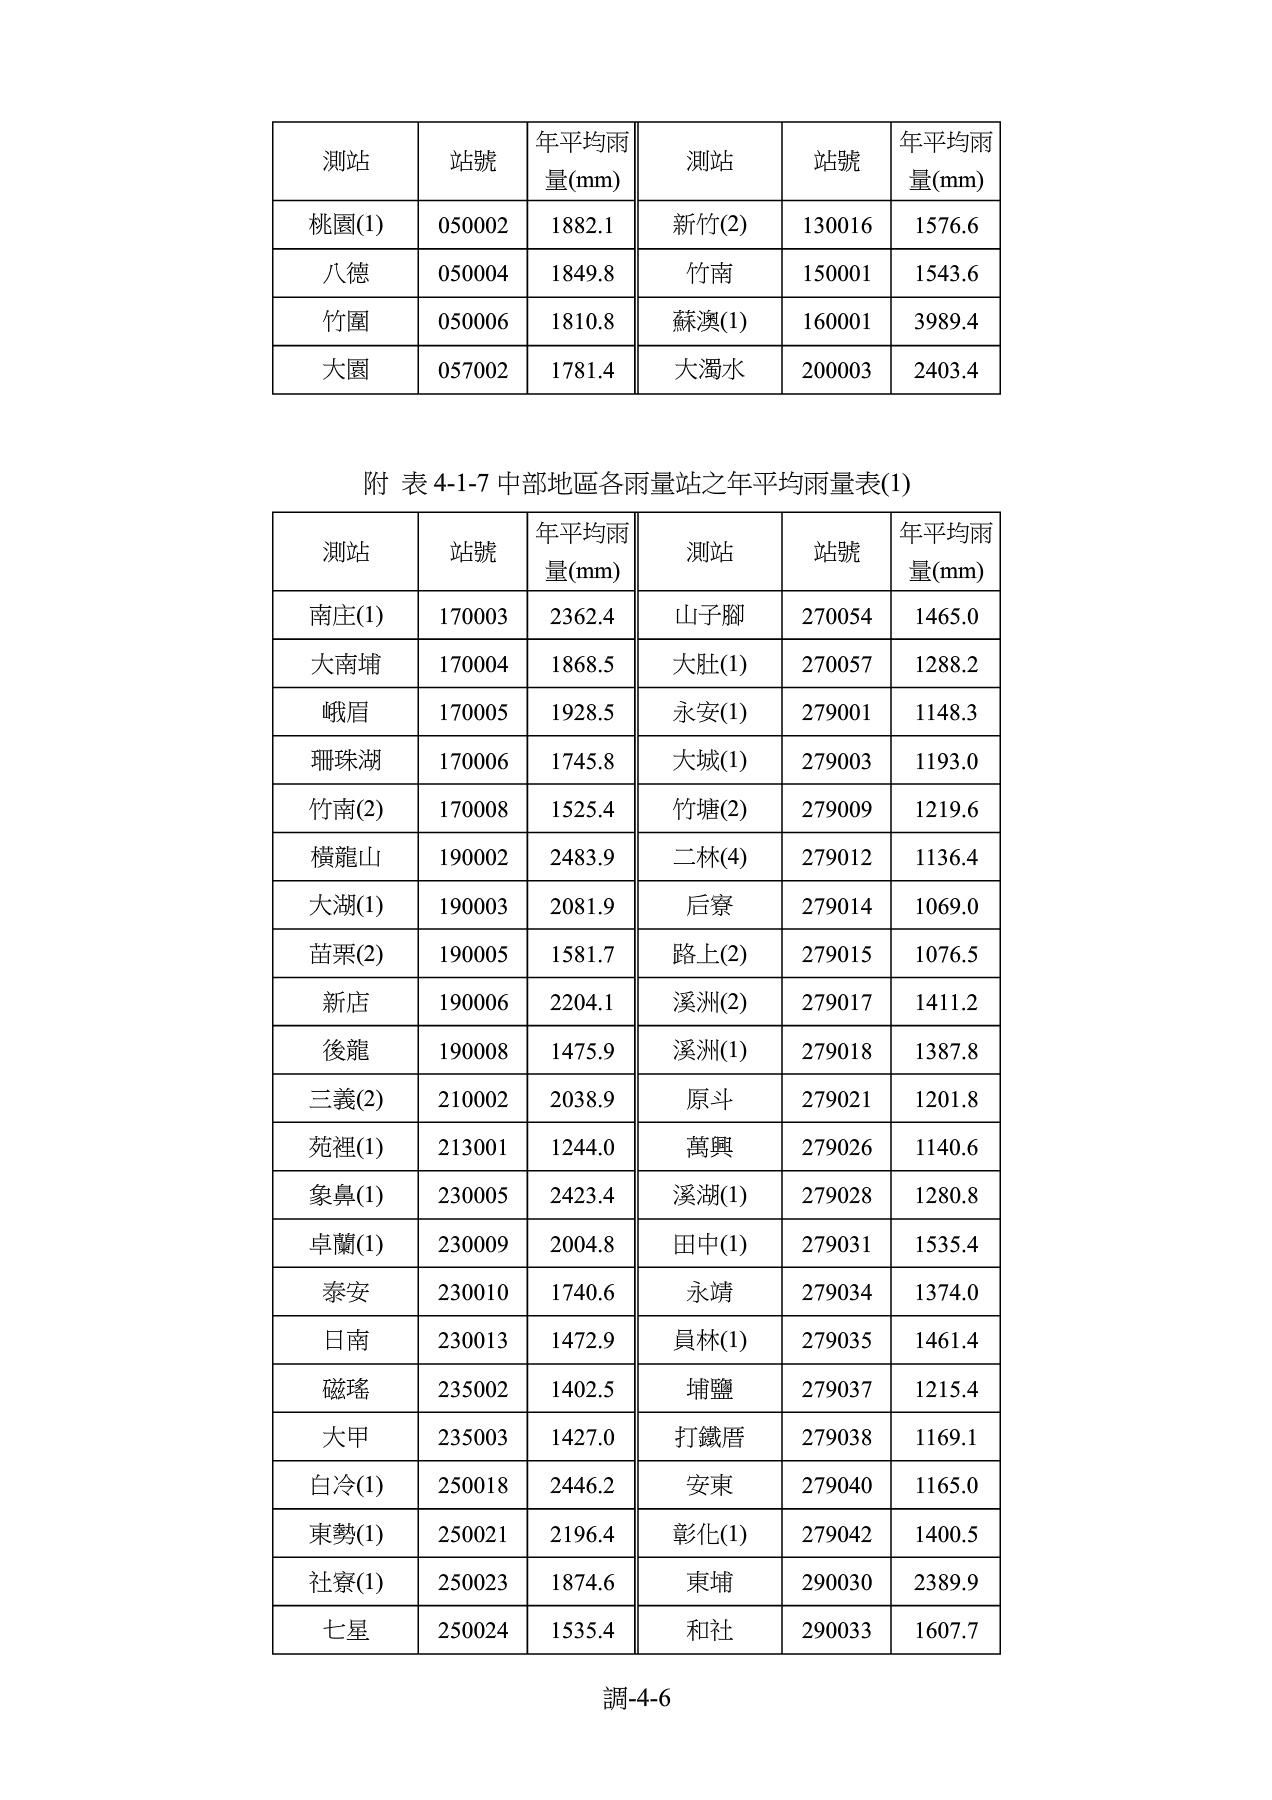 測站 站號 年平均雨量(mm) 測站 站號 年平均雨量(mm)
桃園(1) 050002 1882.1 新竹(2) 130016 1576.6
八德 050004 1849.8 竹南 150001 1543.6
竹圍 050006 1810.8 蘇澳(1) 160001 3989.4
大園 057002 1781.4 大濁水 200003 2403.4
附 表 4-1-7 中部地區各雨量站之年平均雨量表(1)
測站 站號 年平均雨量(mm) 測站 站號 年平均雨量(mm)
南庄(1) 170003 2362.4 山子腳 270054 1465.0
大南埔 170004 1868.5 大肚(1) 270057 1288.2
峨眉 170005 1928.5 永安(1) 279001 1148.3
珊珠湖 170006 1745.8 大城(1) 279003 1193.0
竹南(2) 170008 1525.4 竹塘(2) 279009 1219.6
橫龍山 190002 2483.9 二林(4) 279012 1136.4
大湖(1) 190003 2081.9 后寮 279014 1069.0
苗栗(2) 190005 1581.7 路上(2) 279015 1076.5
新店 190006 2204.1 溪洲(2) 279017 1411.2
後龍 190008 1475.9 溪洲(1) 279018 1387.8
三義(2) 210002 2038.9 原斗 279021 1201.8
苑裡(1) 213001 1244.0 萬興 279026 1140.6
象鼻(1) 230005 2423.4 溪湖(1) 279028 1280.8
卓蘭(1) 230009 2004.8 田中(1) 279031 1535.4
泰安 230010 1740.6 永靖 279034 1374.0
日南 230013 1472.9 員林(1) 279035 1461.4
磁瑤 235002 1402.5 埔鹽 279037 1215.4
大甲 235003 1427.0 打鐵厝 279038 1169.1
白冷(1) 250018 2446.2 安東 279040 1165.0
東勢(1) 250021 2196.4 彰化(1) 279042 1400.5
社寮(1) 250023 1874.6 東埔 290030 2389.9
七星 250024 1535.4 和社 290033 1607.7
調-4-6